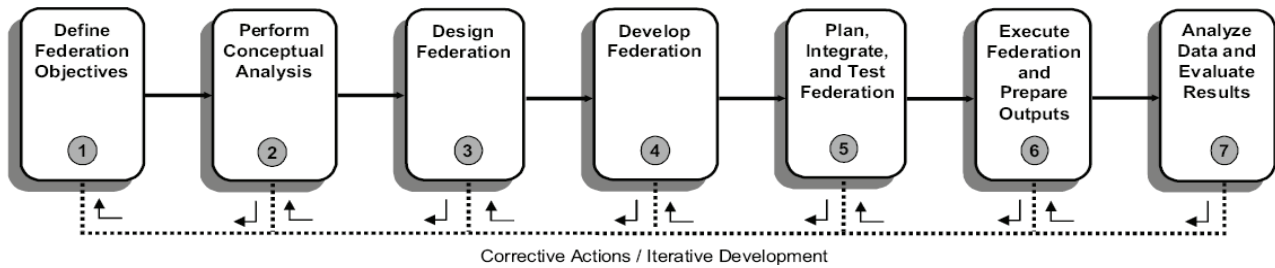 Define
Federation
Objectives
1
Perform
Conceptual
Analysis
2
Design
Federation
3
Develop
Federation
4
Plan,
Integrate,
and Test
Federation
5
Execute
Federation
and
Prepare
Outputs
6
Analyze
Data and
Evaluate
Results
7
Corrective Actions / Iterative Development